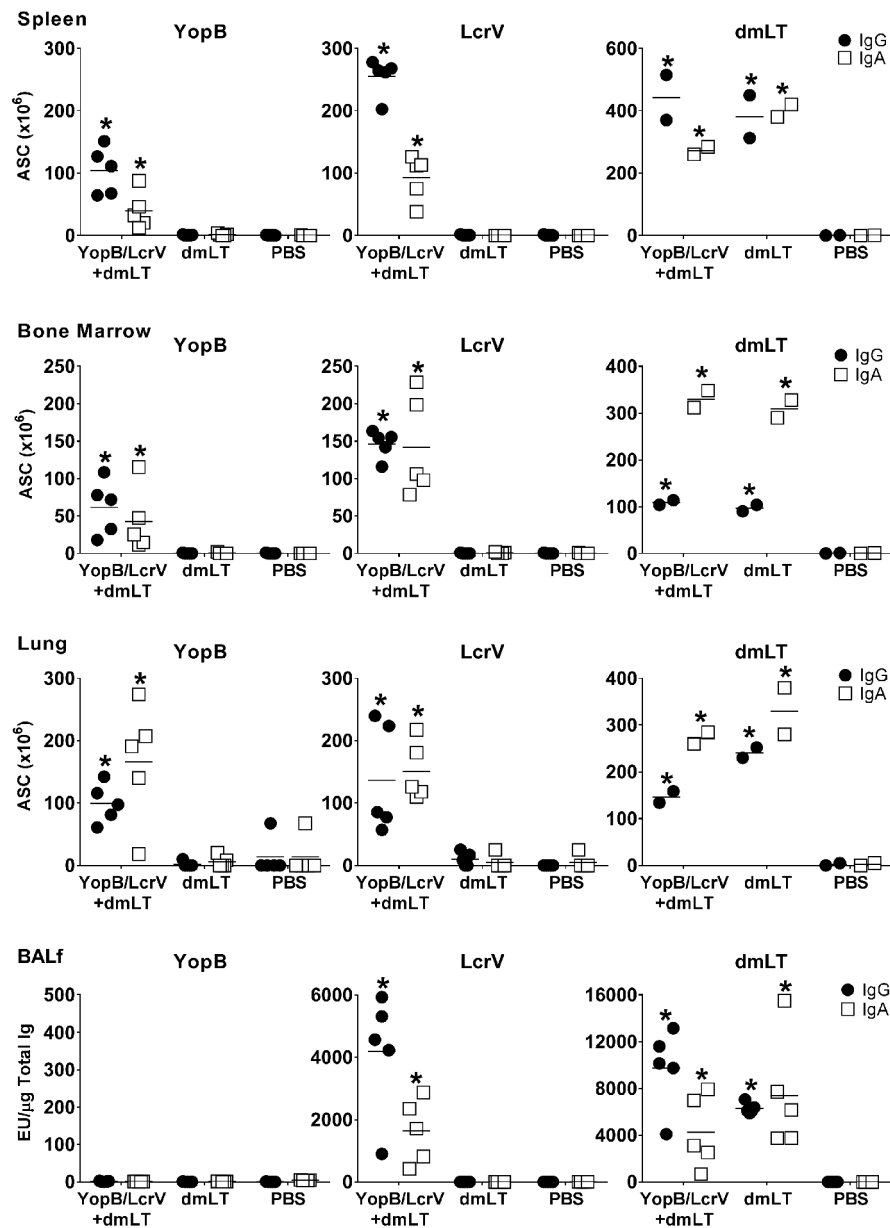 Spleen
YopB
LcrV
dmLT
IgG
IgA
ASC (x10⁶)
300
200
100
0
300
200
100
0
600
400
200
0
YopB/LcrV
+dmLT
dmLT
PBS
YopB/LcrV
+dmLT
dmLT
PBS
YopB/LcrV
+dmLT
dmLT
PBS
Bone Marrow
YopB
LcrV
dmLT
IgG
IgA
ASC (x10⁶)
250
200
150
100
50
0
250
200
150
100
50
0
400
300
200
100
0
YopB/LcrV
+dmLT
dmLT
PBS
YopB/LcrV
+dmLT
dmLT
PBS
YopB/LcrV
+dmLT
dmLT
PBS
Lung
YopB
LcrV
dmLT
IgG
IgA
ASC (x10⁶)
300
200
100
0
300
200
100
0
400
300
200
100
0
YopB/LcrV
+dmLT
dmLT
PBS
YopB/LcrV
+dmLT
dmLT
PBS
YopB/LcrV
+dmLT
dmLT
PBS
BALf
YopB
LcrV
dmLT
IgG
IgA
EU/µg Total Ig
500
400
300
200
100
0
6000
4000
2000
0
16000
12000
8000
4000
0
YopB/LcrV
+dmLT
dmLT
PBS
YopB/LcrV
+dmLT
dmLT
PBS
YopB/LcrV
+dmLT
dmLT
PBS